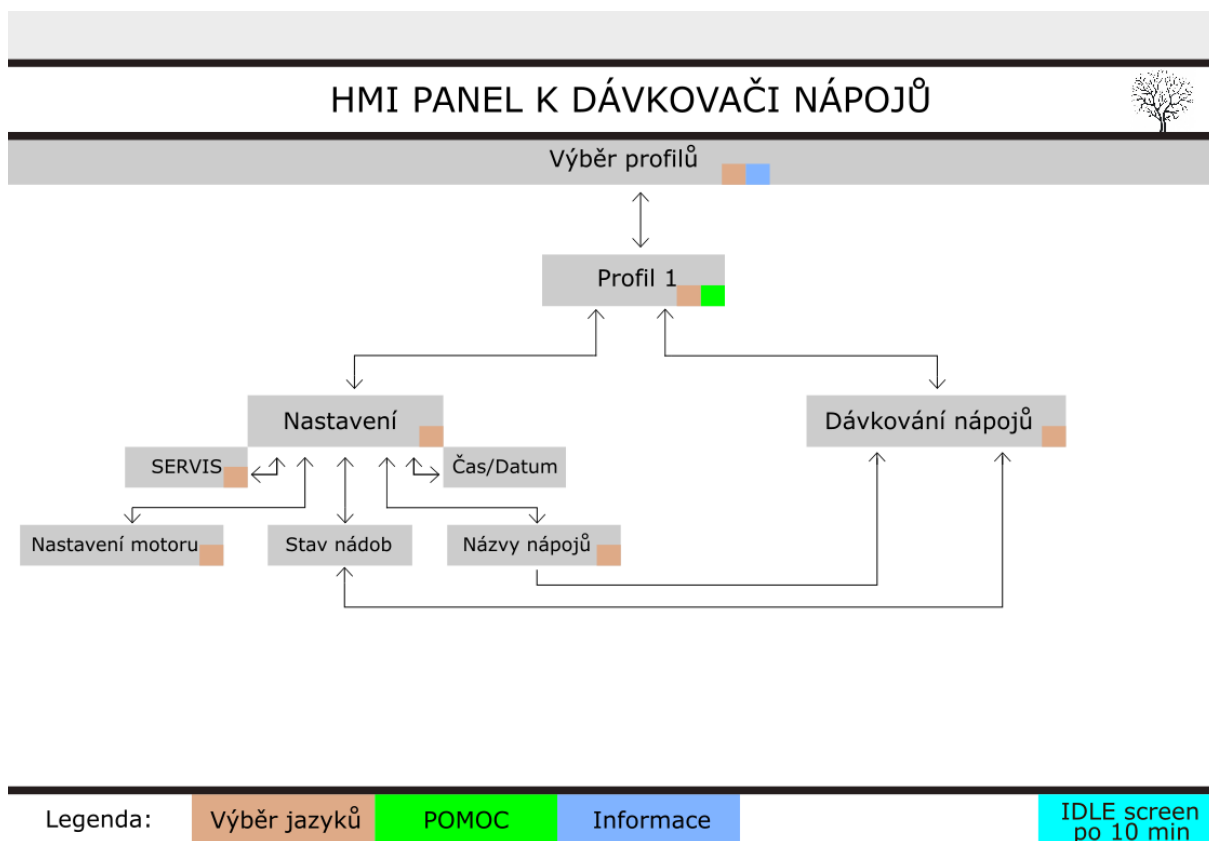 HMI PANEL K DÁVKOVAČI NÁPOJŮ
Výběr profilů
Profil 1
Nastavení
Dávkování nápojů
SERVIS
Čas/Datum
Nastavení motoru
Stav nádob
Názvy nápojů
Legenda:
Výběr jazyků
POMOC
Informace
IDLE screen
po 10 min